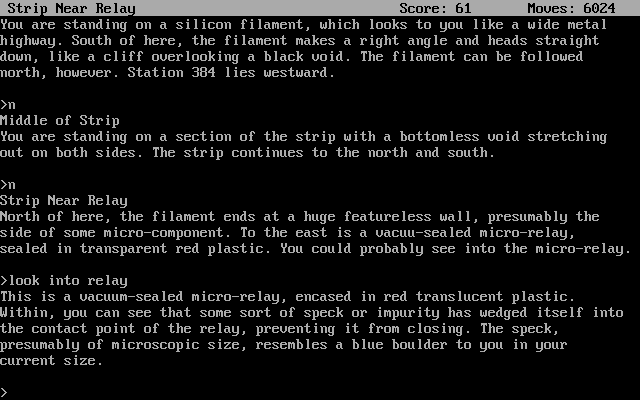 Strip Near Relay Score: 61 Moves: 6024
You are standing on a silicon filament, which looks to you like a wide metal
highway. South of here, the filament makes a right angle and heads straight
down, like a cliff overlooking a black void. The filament can be followed
north, however. Station 384 lies westward.
>n
Middle of Strip
You are standing on a section of the strip with a bottomless void stretching
out on both sides. The strip continues to the north and south.
>n
Strip Near Relay
North of here, the filament ends at a huge featureless wall, presumably the
side of some micro-component. To the east is a vacuu-sealed micro-relay,
sealed in transparent red plastic. You could probably see into the micro-relay.
>look into relay
This is a vacuum-sealed micro-relay, encased in red translucent plastic.
Within, you can see that some sort of speck or impurity has wedged itself into
the contact point of the relay, preventing it from closing. The speck,
presumably of microscopic size, resembles a blue boulder to you in your
current size.
>